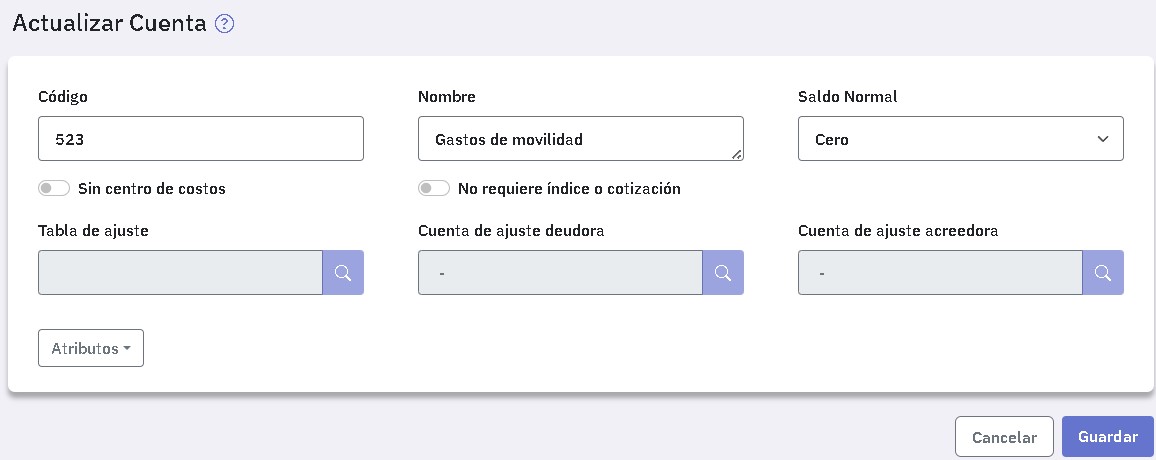 Actualizar Cuenta ?
Código
Nombre
Saldo Normal
523
Gastos de movilidad
Cero
Sin centro de costos
No requiere índice o cotización
Tabla de ajuste
Cuenta de ajuste deudora
Cuenta de ajuste acreedora
-
-
Atributos
Cancelar
Guardar